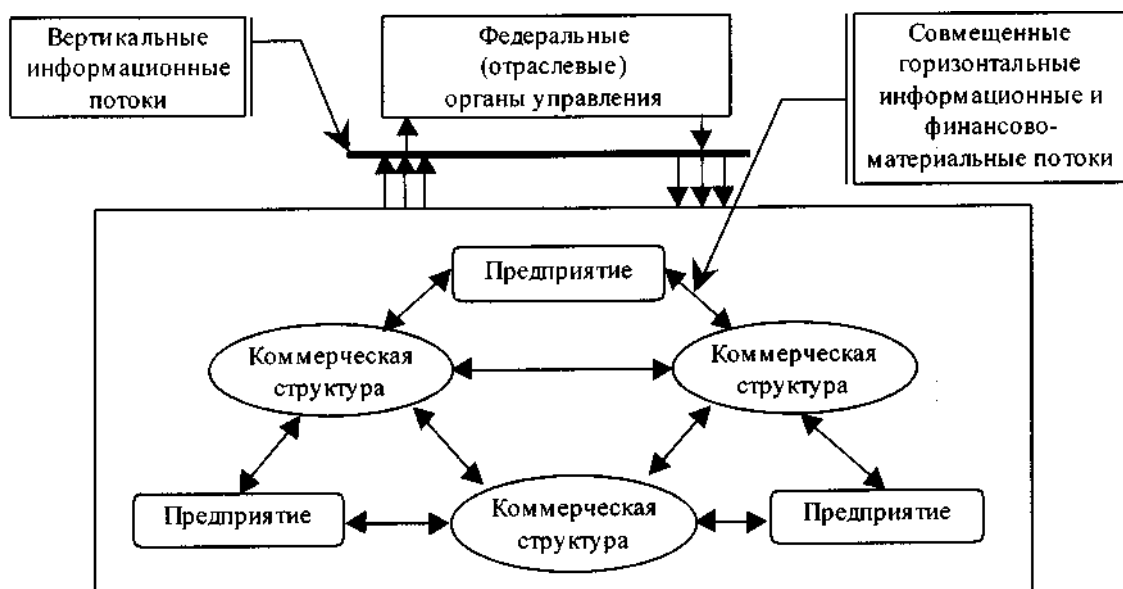 Вертикальные
информационные
потоки
Федеральные
(отраслевые)
органы управления
Совмещенные
горизонтальные
информационные и
финансово-
материальные потоки
Предприятие
Коммерческая
структура
Коммерческая
структура
Предприятие
Коммерческая
структура
Предприятие